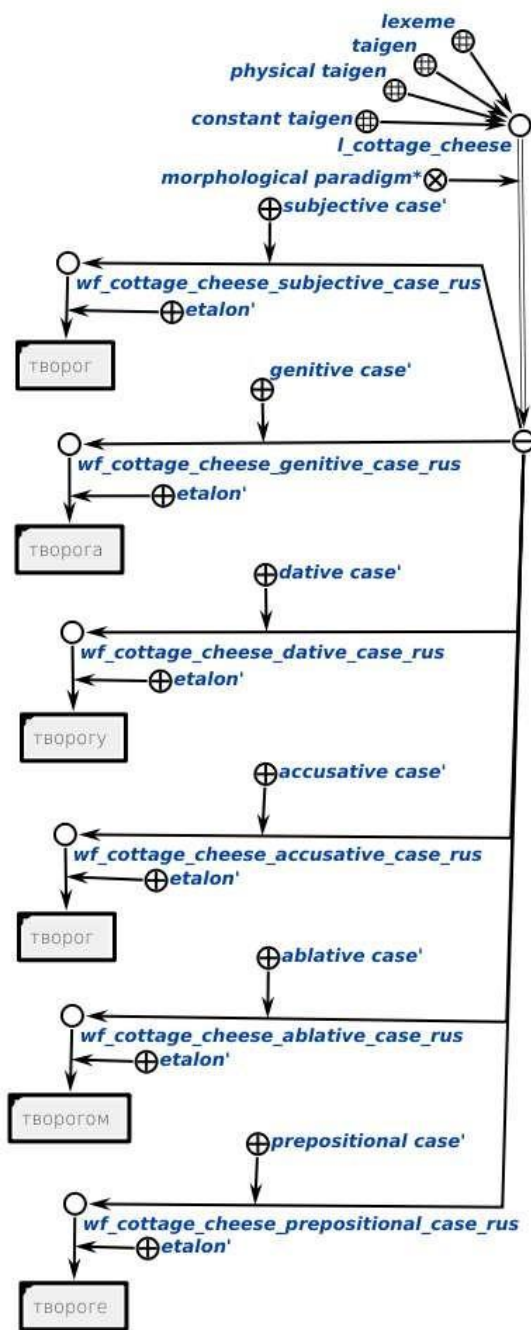 lexeme
taigen
physical taigen
constant taigen
l_cottage_cheese
morphological paradigm*
subjective case'
wf_cottage_cheese_subjective_case_rus
etalon'
творог
genitive case'
wf_cottage_cheese_genitive_case_rus
etalon'
творога
dative case'
wf_cottage_cheese_dative_case_rus
etalon'
творогу
accusative case'
wf_cottage_cheese_accusative_case_rus
etalon'
творог
ablative case'
wf_cottage_cheese_ablative_case_rus
etalon'
творогом
prepositional case'
wf_cottage_cheese_prepositional_case_rus
etalon'
твороге